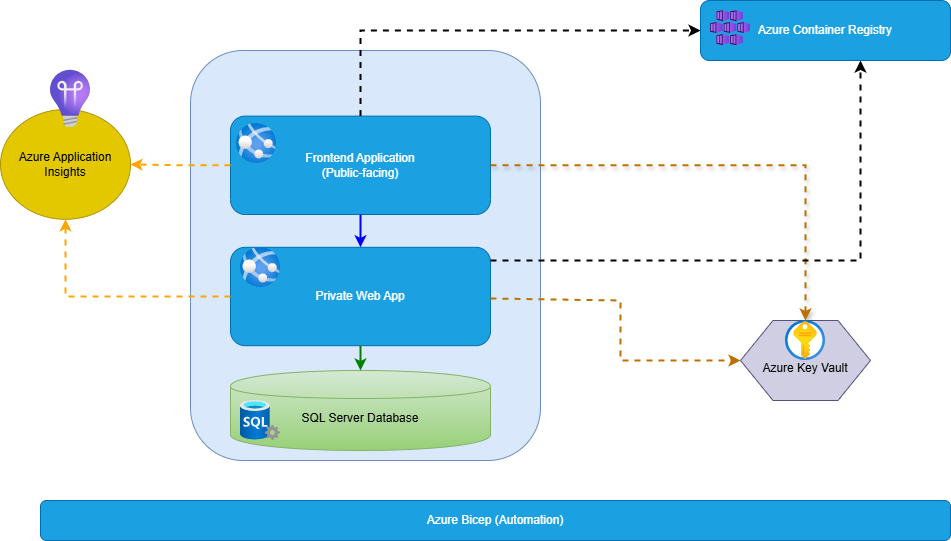 Azure Container Registry
Azure Application
Insights
Frontend Application
(Public-facing)
Private Web App
Azure Key Vault
SQL
SQL Server Database
Azure Bicep (Automation)